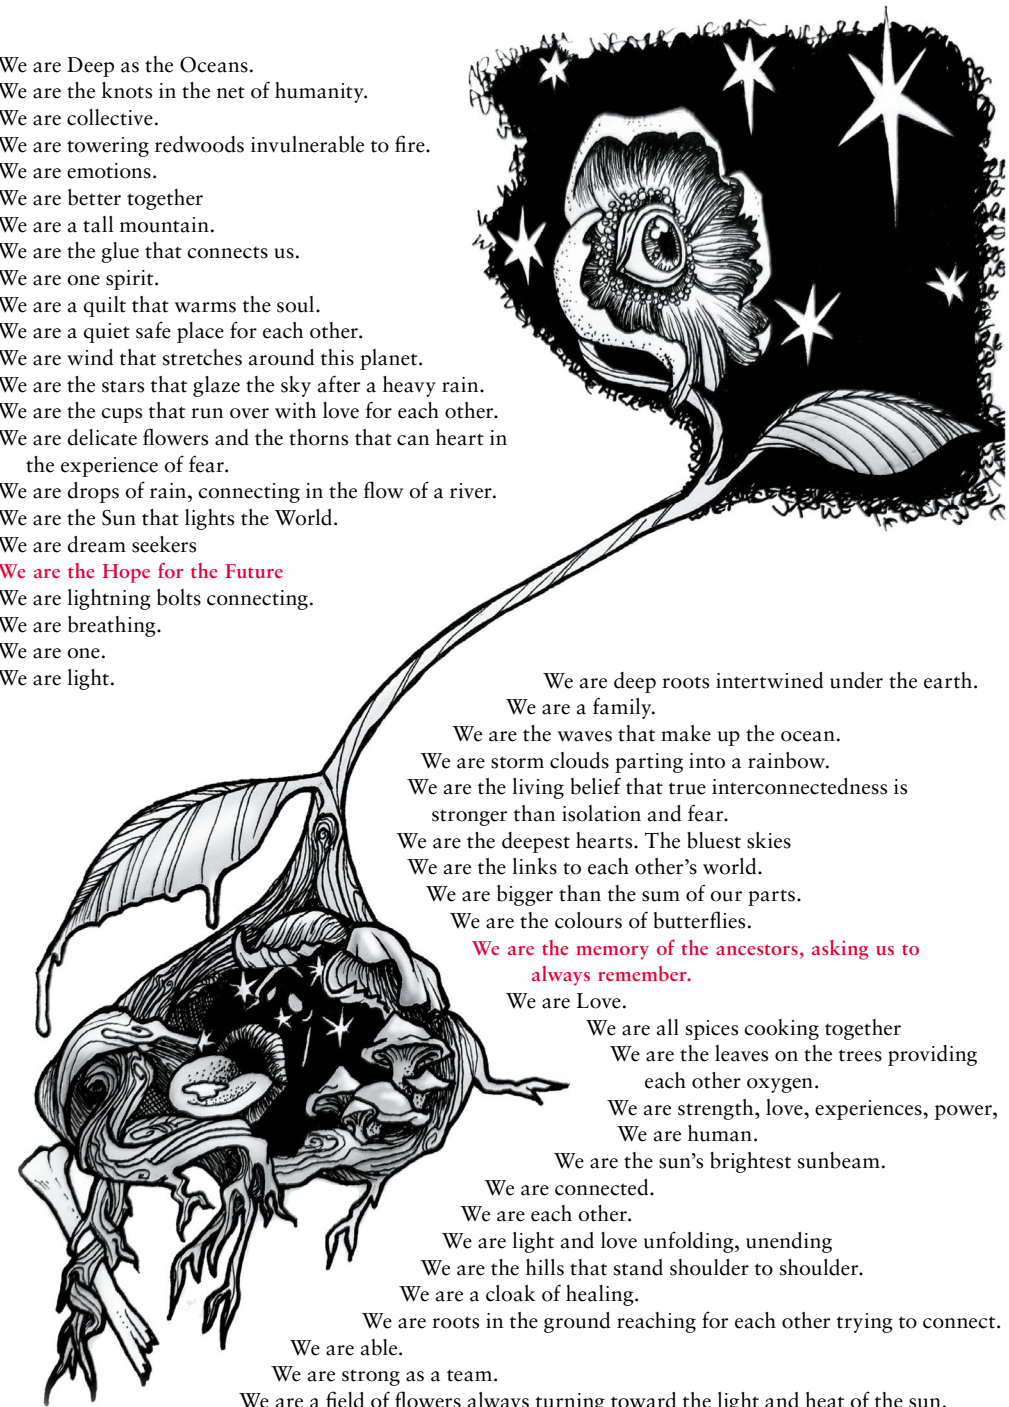 We are Deep as the Oceans.
We are the knots in the net of humanity.
We are collective.
We are towering redwoods invulnerable to fire.
We are emotions.
We are better together
We are a tall mountain.
We are the glue that connects us.
We are one spirit.
We are a quilt that warms the soul.
We are a quiet safe place for each other.
We are wind that stretches around this planet.
We are the stars that glaze the sky after a heavy rain.
We are the cups that run over with love for each other.
We are delicate flowers and the thorns that can heart in
the experience of fear.
We are drops of rain, connecting in the flow of a river.
We are the Sun that lights the World.
We are dream seekers
We are the Hope for the Future
We are lightning bolts connecting.
We are breathing.
We are one.
We are light.
We are deep roots intertwined under the earth.
We are a family.
We are the waves that make up the ocean.
We are storm clouds parting into a rainbow.
We are the living belief that true interconnectedness is
stronger than isolation and fear.
We are the deepest hearts. The bluest skies
We are the links to each other's world.
We are bigger than the sum of our parts.
We are the colours of butterflies.
We are the memory of the ancestors, asking us to
always remember.
We are Love.
We are all spices cooking together
We are the leaves on the trees providing
each other oxygen.
We are strength, love, experiences, power,
We are human.
We are the sun's brightest sunbeam.
We are connected.
We are each other.
We are light and love unfolding, unending
We are the hills that stand shoulder to shoulder.
We are a cloak of healing.
We are roots in the ground reaching for each other trying to connect.
We are able.
We are strong as a team.
We are a field of flowers always turning toward the light and heat of the sun.